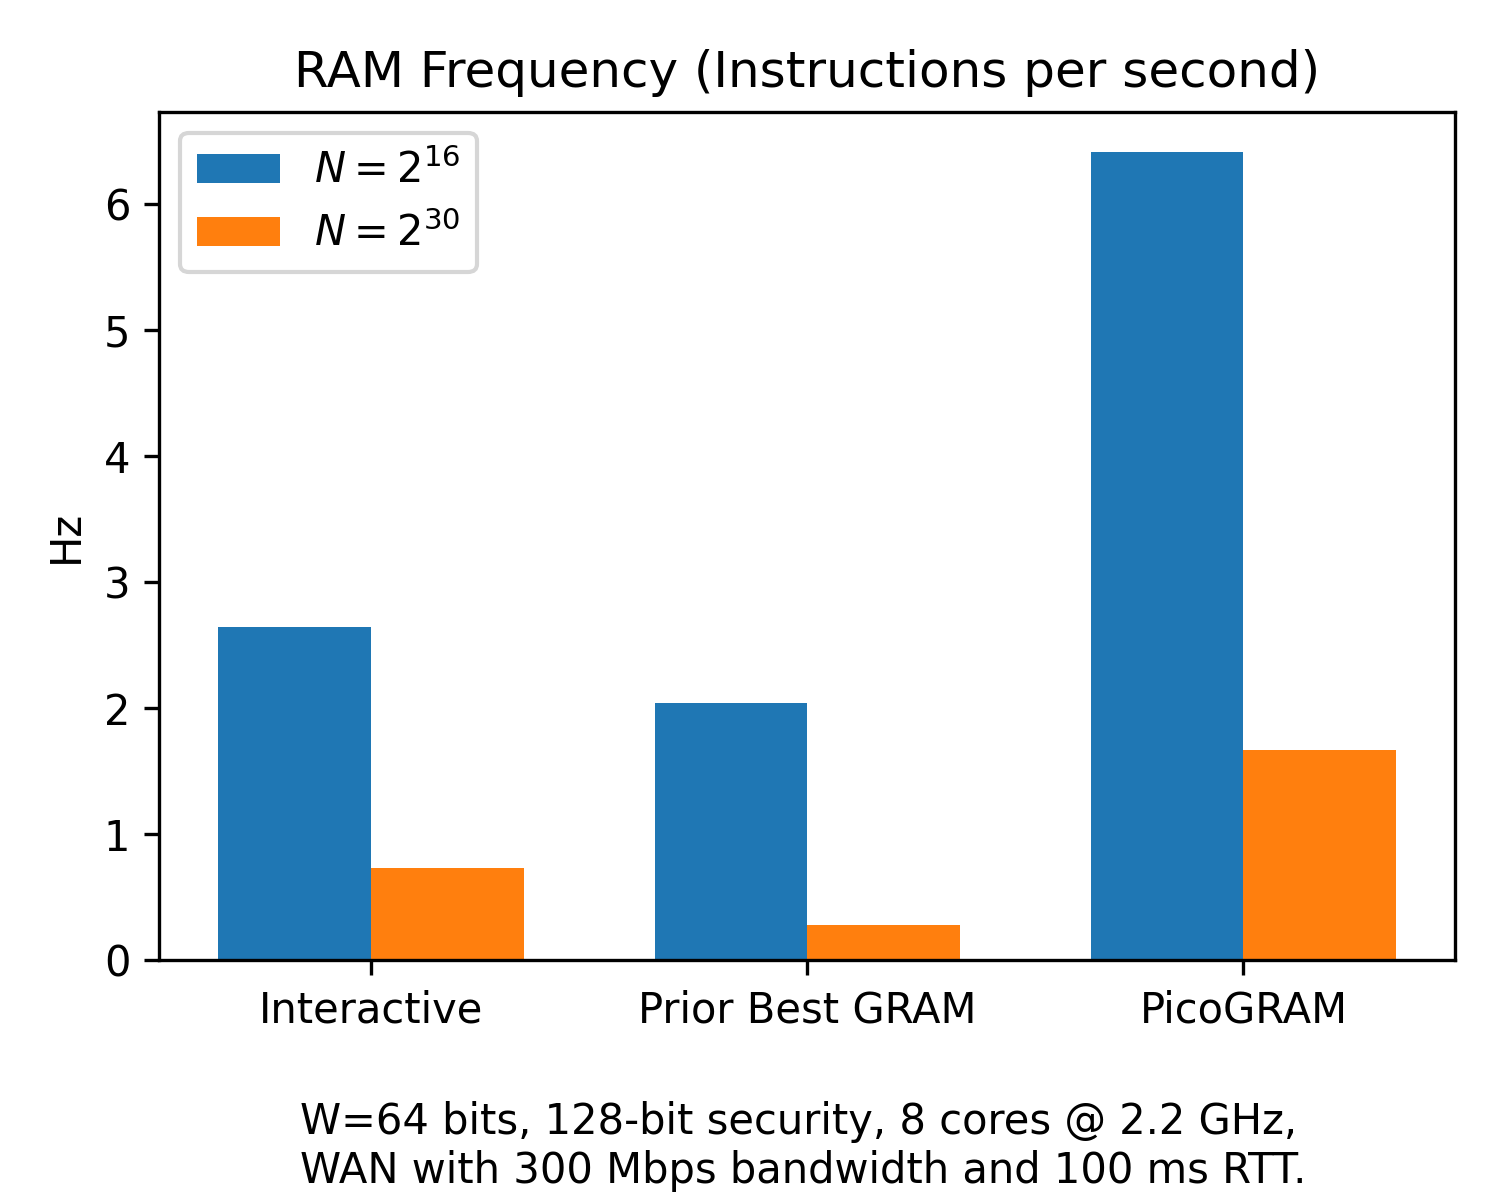 RAM Frequency (Instructions per second)
N = 2^16
N = 2^30
6
5
4
3
2
1
0
Hz
Interactive
Prior Best GRAM
PicoGRAM
W=64 bits, 128-bit security, 8 cores @ 2.2 GHz,
WAN with 300 Mbps bandwidth and 100 ms RTT.